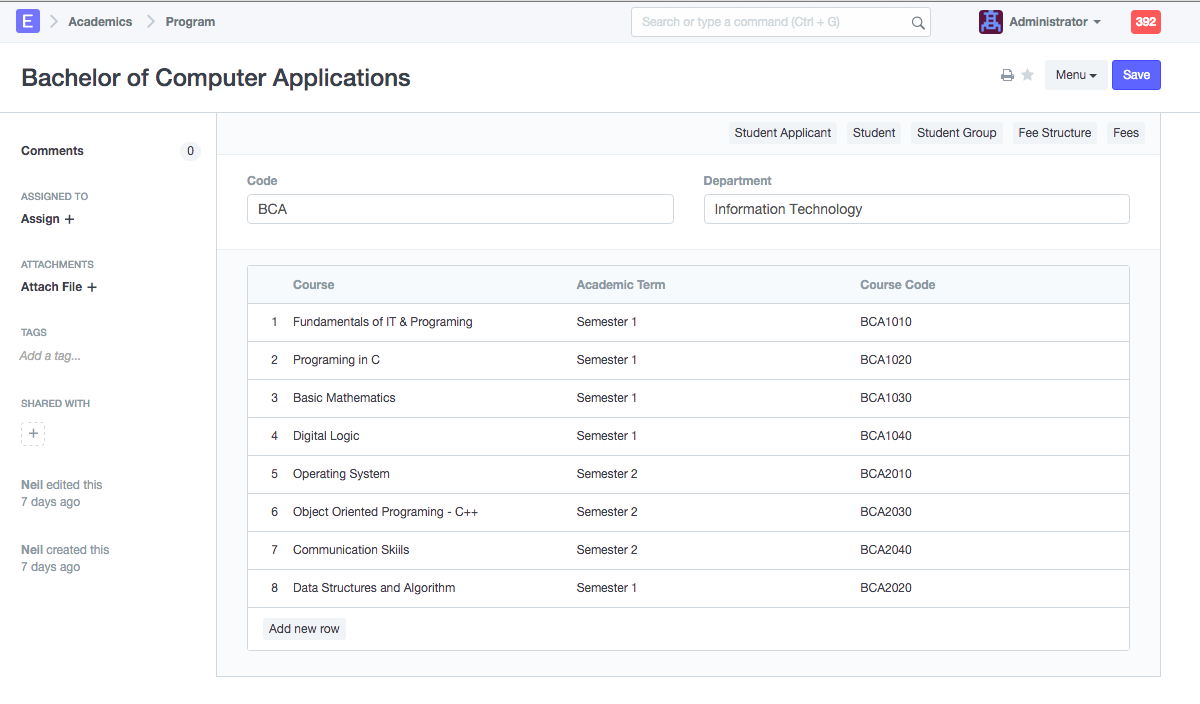 E Academics Program Search or type a command (Ctrl + G) Administrator 392
Bachelor of Computer Applications Menu Save
Comments 0
ASSIGNED TO
Assign +
ATTACHMENTS
Attach File +
TAGS
Add a tag...
SHARED WITH
+
Neil edited this
7 days ago
Neil created this
7 days ago
Student Applicant Student Student Group Fee Structure Fees
Code Department
BCA Information Technology
Course Academic Term Course Code
1 Fundamentals of IT & Programing Semester 1 BCA1010
2 Programing in C Semester 1 BCA1020
3 Basic Mathematics Semester 1 BCA1030
4 Digital Logic Semester 1 BCA1040
5 Operating System Semester 2 BCA2010
6 Object Oriented Programing - C++ Semester 2 BCA2030
7 Communication Skiils Semester 2 BCA2040
8 Data Structures and Algorithm Semester 1 BCA2020
Add new row